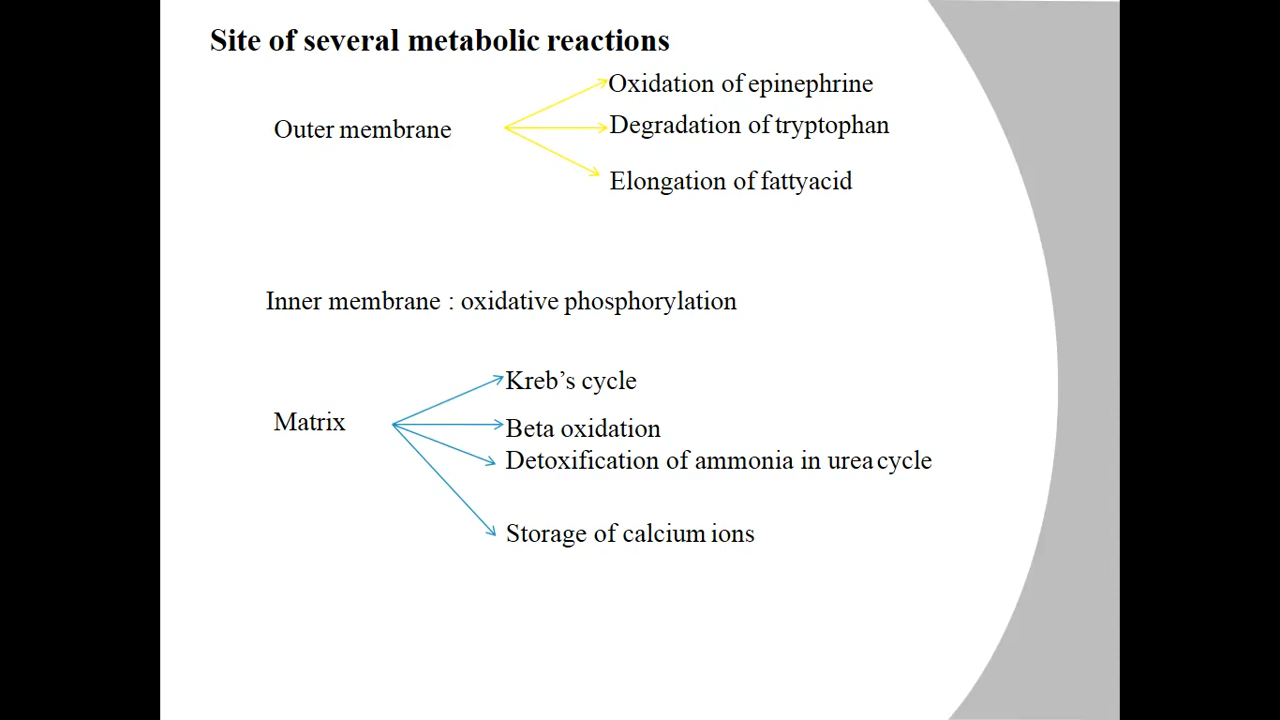 Site of several metabolic reactions
Oxidation of epinephrine
Outer membrane
Degradation of tryptophan
Elongation of fattyacid
Inner membrane : oxidative phosphorylation
Kreb’s cycle
Matrix
Beta oxidation
Detoxification of ammonia in urea cycle
Storage of calcium ions